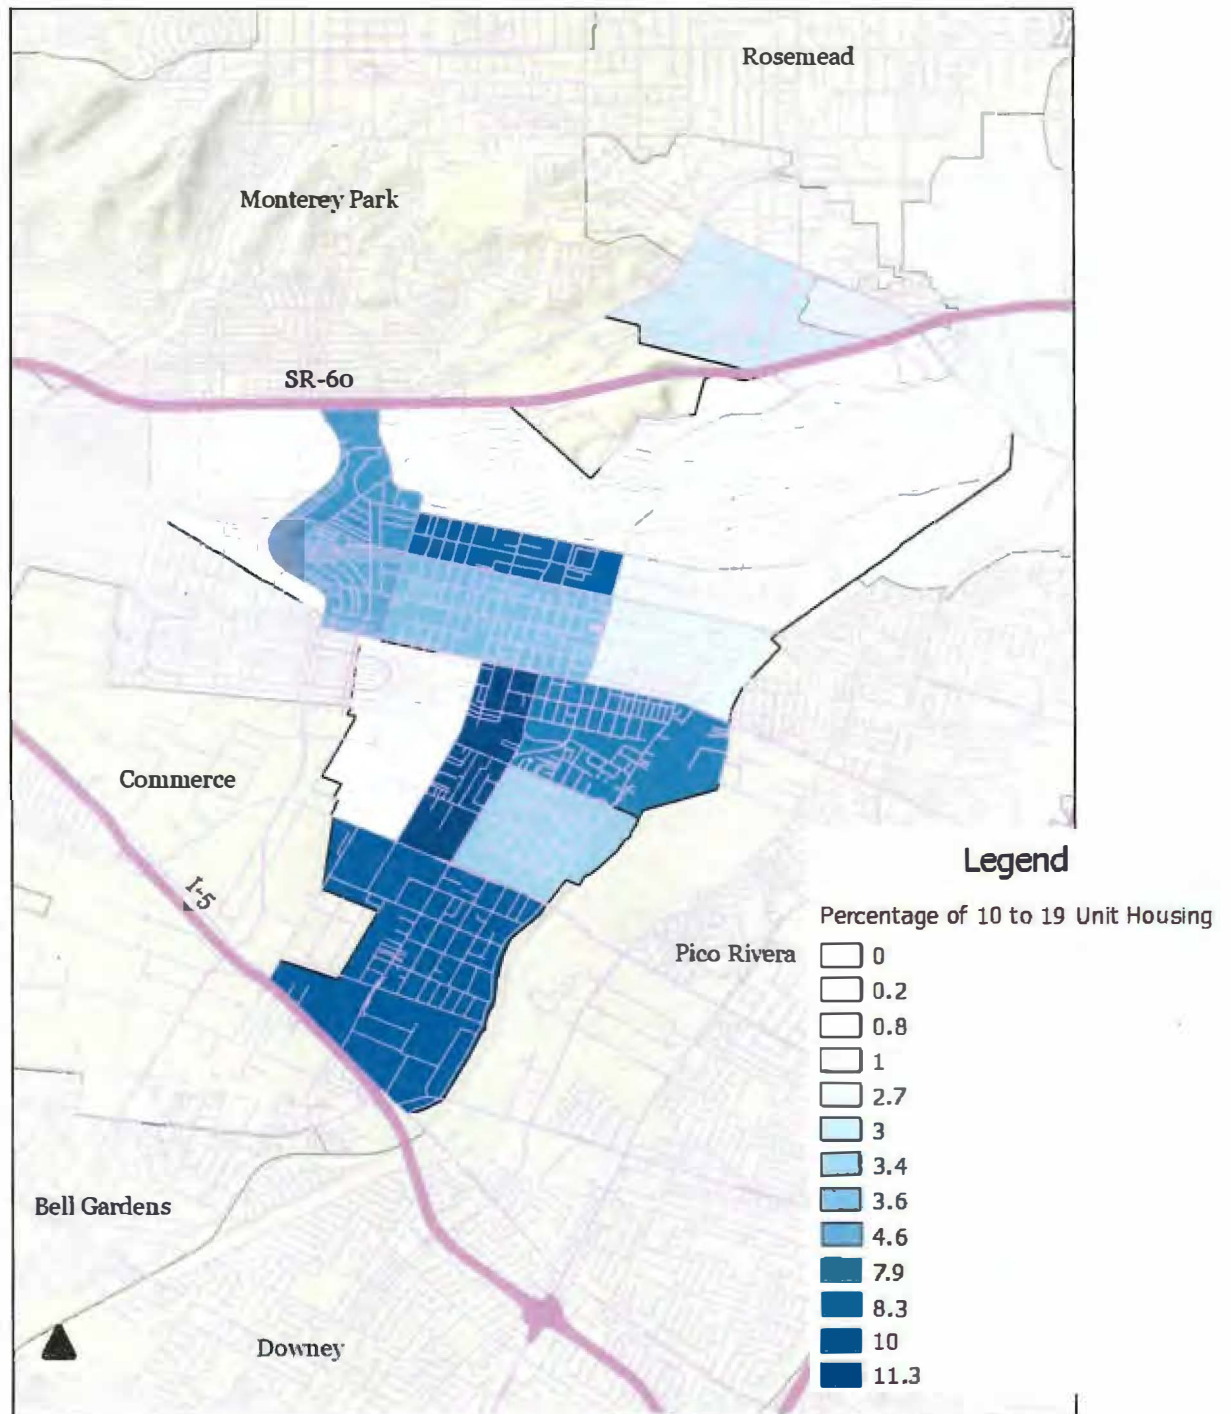 Rosemead
Monterey Park
SR-60
Commerce
I-5
Legend
Percentage of 10 to 19 Unit Housing
Pico Rivera
0
0.2
0.8
1
2.7
3
3.4
3.6
4.6
7.9
8.3
10
11.3
Bell Gardens
Downey